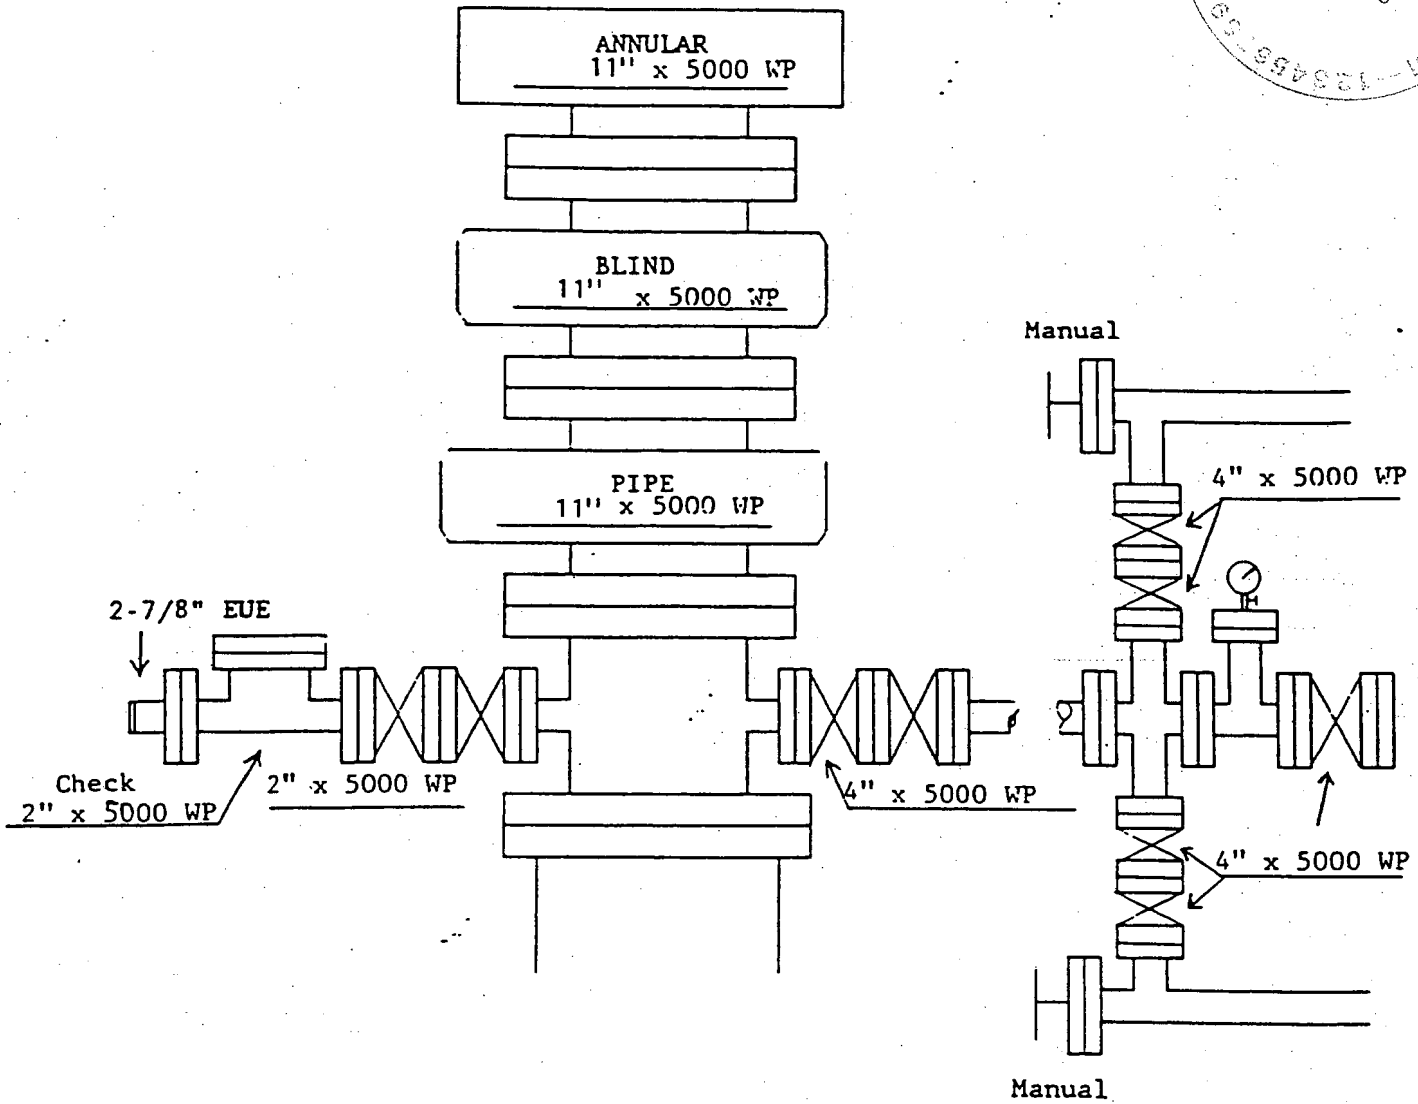 ANNULAR
11" x 5000 WP
BLIND
11" x 5000 WP
PIPE
11" x 5000 WP
Manual
4" x 5000 WP
2-7/8" EUE
Check
2" x 5000 WP
2" x 5000 WP
4" x 5000 WP
4" x 5000 WP
Manual